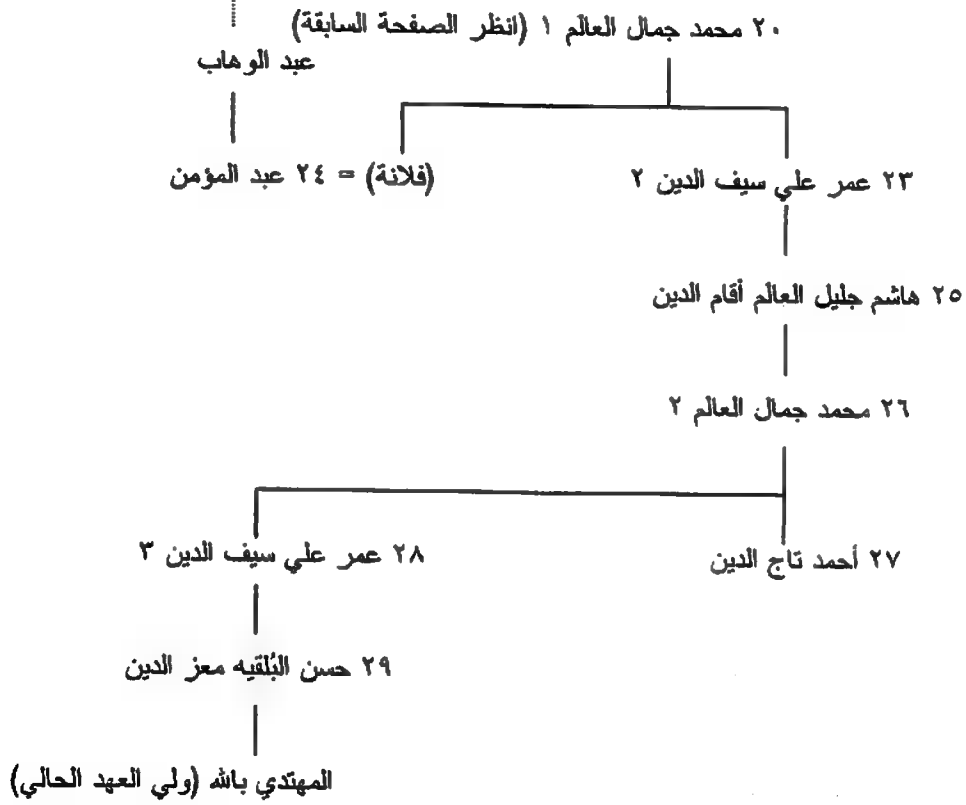 ٢٠ محمد جمال العالم ١ (انظر الصفحة السابقة)
عبد الوهاب
٢٣ عمر علي سيف الدين ٢
(فلانة) = ٢٤ عبد المؤمن
٢٥ هاشم جليل العالم أقام الدين
٢٦ محمد جمال العالم ٢
٢٧ أحمد تاج الدين
٢٨ عمر علي سيف الدين ٣
٢٩ حسن البُلقيه معز الدين
المهتدي بالله (ولي العهد الحالي)